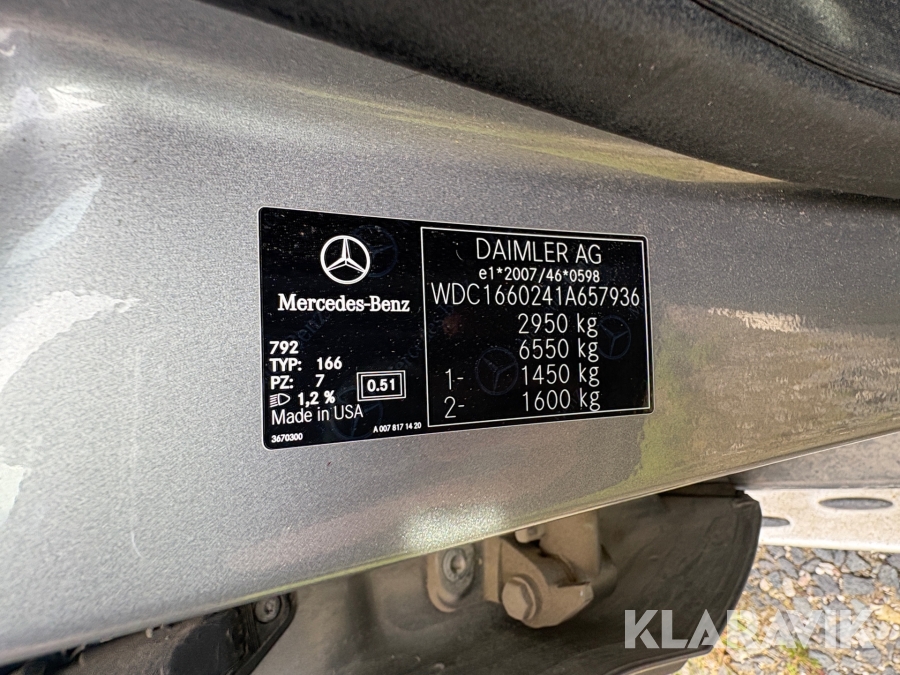 Mercedes-Benz
792
TYP: 166
PZ: 7
0.51
1,2 %
Made in USA
3670300
A 007 817 14 20
DAIMLER AG
e1*2007/46*0598
WDC1660241A657936
2950 kg
6550 kg
1- 1450 kg
2- 1600 kg
KLARAVIK